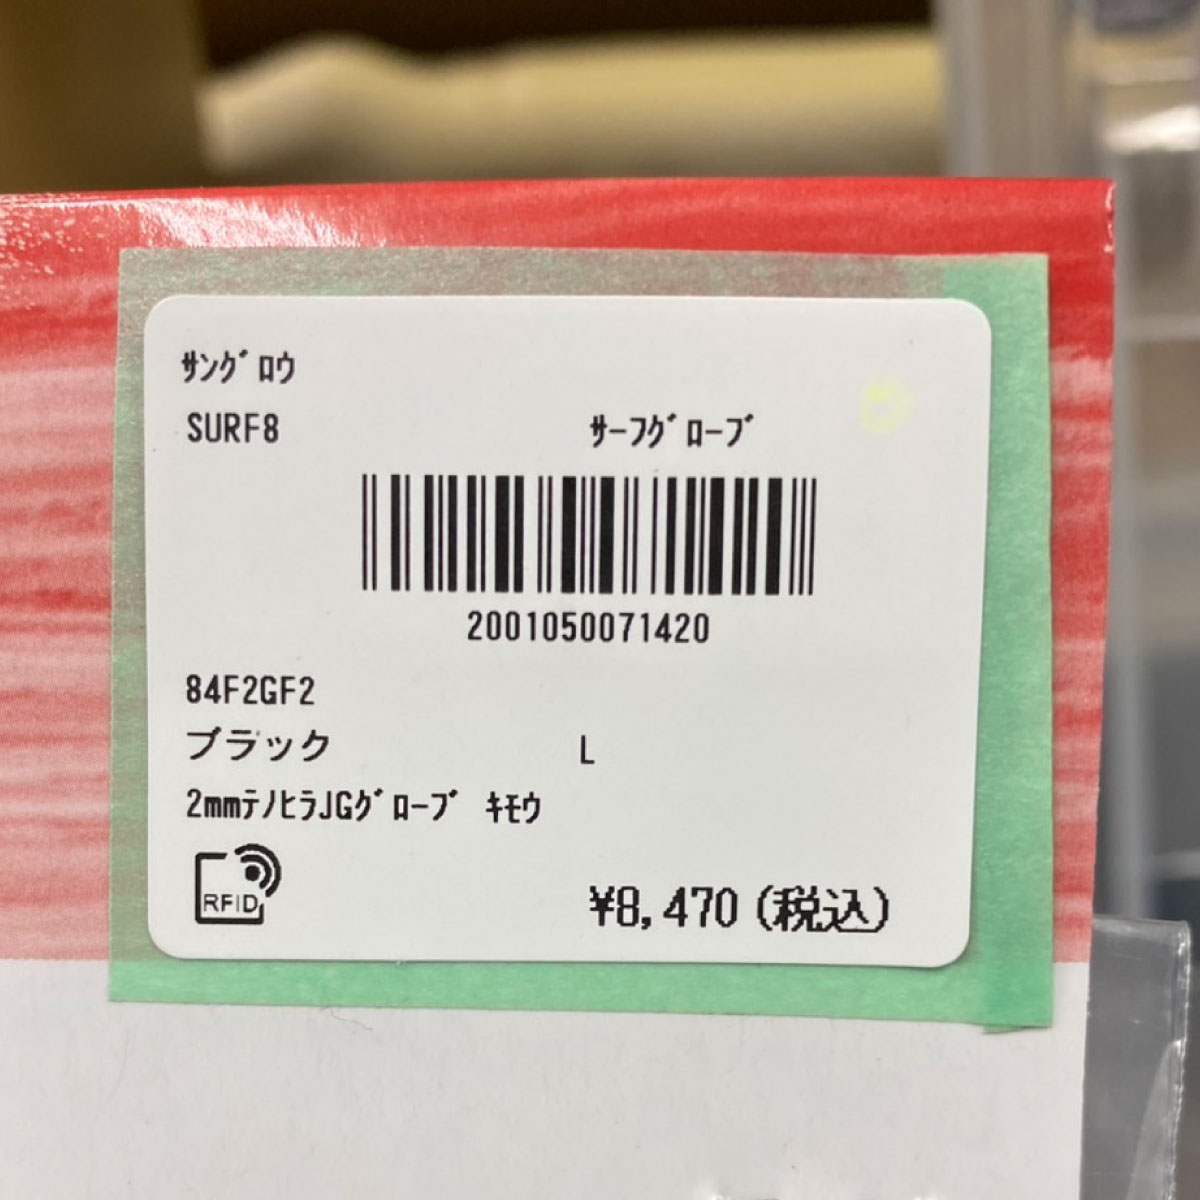 ｻﾝｸﾞﾛｳ
SURF8 ｻｰﾌｸﾞﾛｰﾌﾞ
2001050071420
84F2GF2
ブラック L
2mmﾃﾉﾋﾗJGｸﾞﾛｰﾌﾞ ｷﾓｳ
RFID
¥8,470(税込)